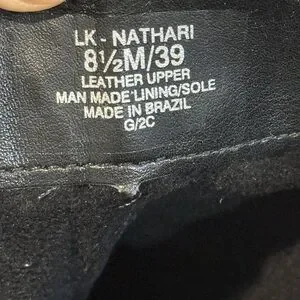 LK - NATHARI
8½M/39
LEATHER UPPER
MAN MADE LINING/SOLE
MADE IN BRAZIL
G/2C